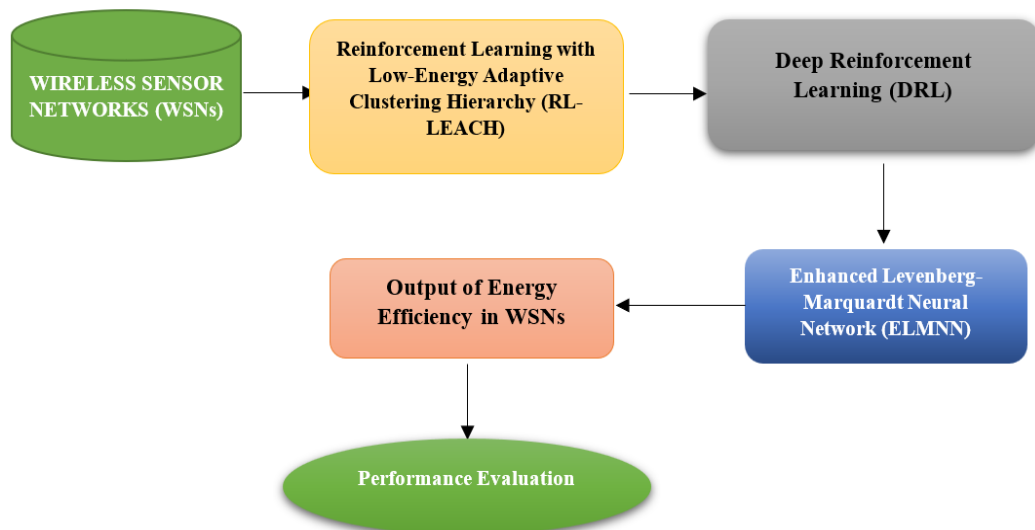 WIRELESS SENSOR
NETWORKS (WSNs)
Reinforcement Learning with
Low-Energy Adaptive
Clustering Hierarchy (RL-
LEACH)
Deep Reinforcement
Learning (DRL)
Enhanced Levenberg-
Marquardt Neural
Network (ELMNN)
Output of Energy
Efficiency in WSNs
Performance Evaluation